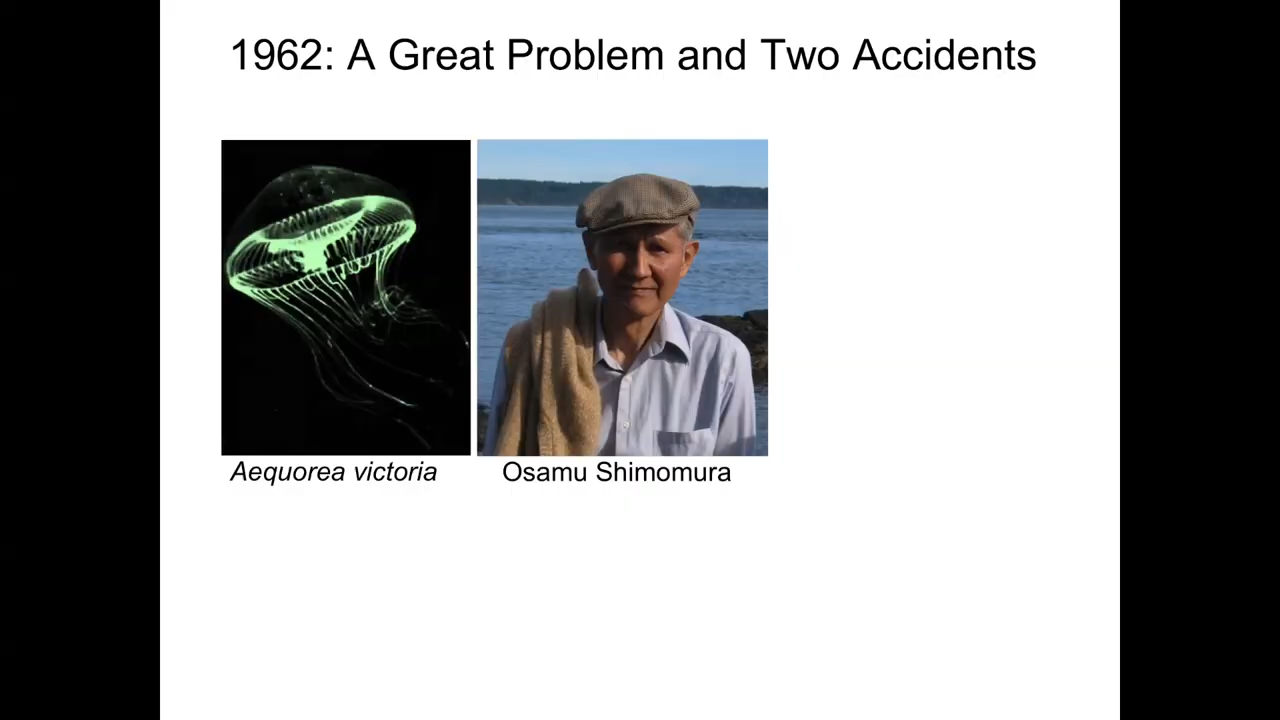 1962: A Great Problem and Two Accidents
Aequorea victoria
Osamu Shimomura